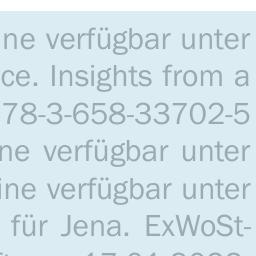 ne verfügbar unter
ce. Insights from a
78-3-658-33702-5
ne verfügbar unter
ine verfügbar unter
für Jena. ExWoSt-